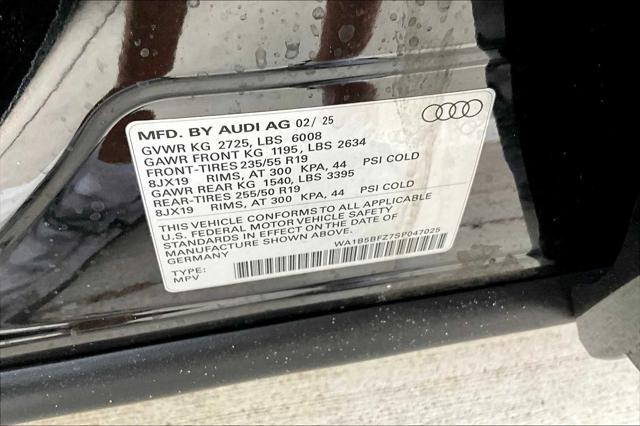 MFD. BY AUDI AG 02/ 25
GVWR KG 2725, LBS 6008
GAWR FRONT KG 1195, LBS 2634
FRONT-TIRES 235/55 R19
8JX19 RIMS, AT 300 KPA, 44 PSI COLD
GAWR REAR KG 1540, LBS 3395
REAR-TIRES 255/50 R19
8JX19 RIMS, AT 300 KPA, 44 PSI COLD
THIS VEHICLE CONFORMS TO ALL APPLICABLE
U.S. FEDERAL MOTOR VEHICLE SAFETY
STANDARDS IN EFFECT ON THE DATE OF
MANUFACTURE SHOWN ABOVE.
GERMANY
WA1B5BFZ7SP047025
TYPE:
MPV